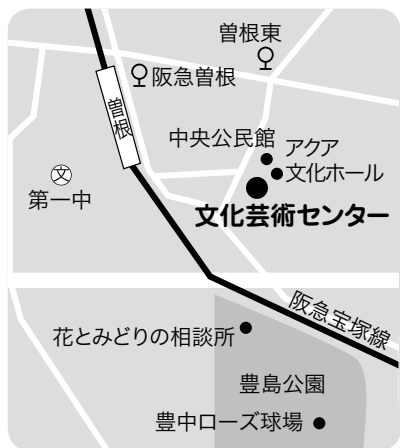 曽根東
阪急曽根
曽根
中央公民館
アクア
文化ホール
文
第一中
文化芸術センター
阪急宝塚線
花とみどりの相談所
豊島公園
豊中ローズ球場